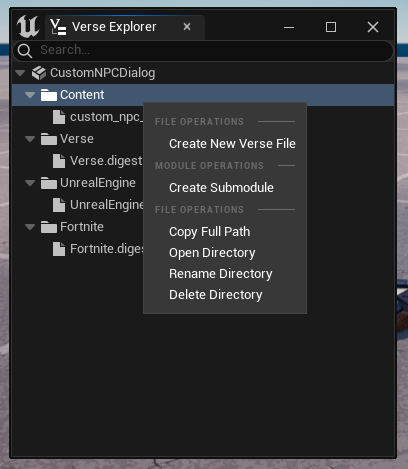 Verse Explorer
Search...
CustomNPCDialog
Content
custom_npc_
FILE OPERATIONS
Create New Verse File
MODULE OPERATIONS
Create Submodule
FILE OPERATIONS
Copy Full Path
Open Directory
Rename Directory
Delete Directory
Verse
Verse.digest
UnrealEngine
UnrealEngine
Fortnite
Fortnite.diges